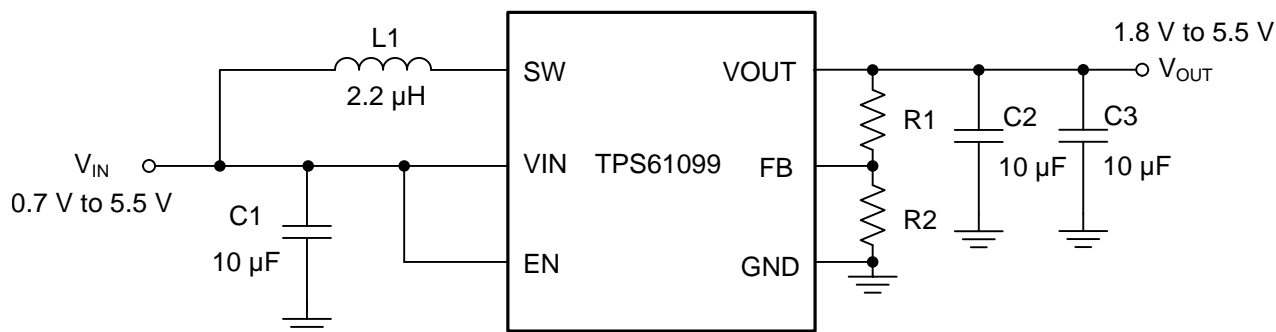 L1
2.2 µH
SW
VOUT
1.8 V to 5.5 V
VOUT
R1
C2
C3
VIN
VIN
TPS61099
FB
10 µF
10 µF
0.7 V to 5.5 V
C1
R2
10 µF
EN
GND